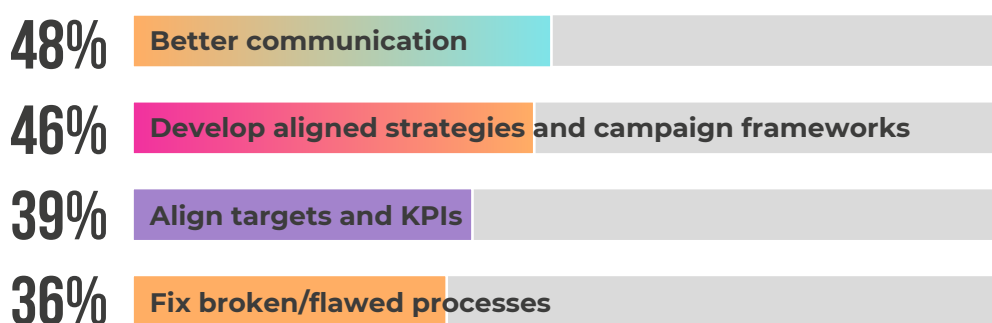 48% Better communication
46% Develop aligned strategies and campaign frameworks
39% Align targets and KPIs
36% Fix broken/flawed processes